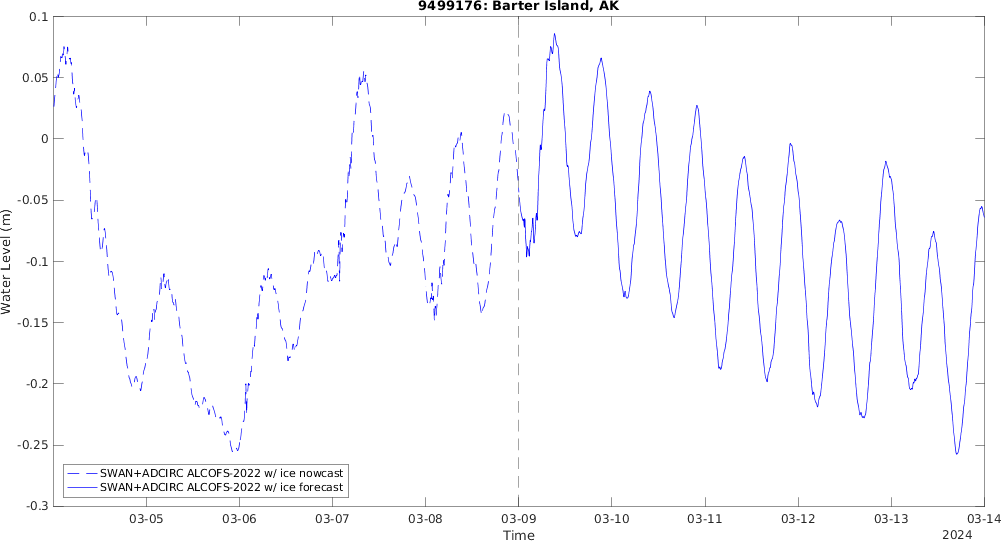 9499176: Barter Island, AK
Water Level (m)
0.1
0.05
0
-0.05
-0.1
-0.15
-0.2
-0.25
-0.3
SWAN+ADCIRC ALCOFS-2022 w/ ice nowcast
SWAN+ADCIRC ALCOFS-2022 w/ ice forecast
03-05 03-06 03-07 03-08 03-09 03-10 03-11 03-12 03-13 03-14
Time
2024